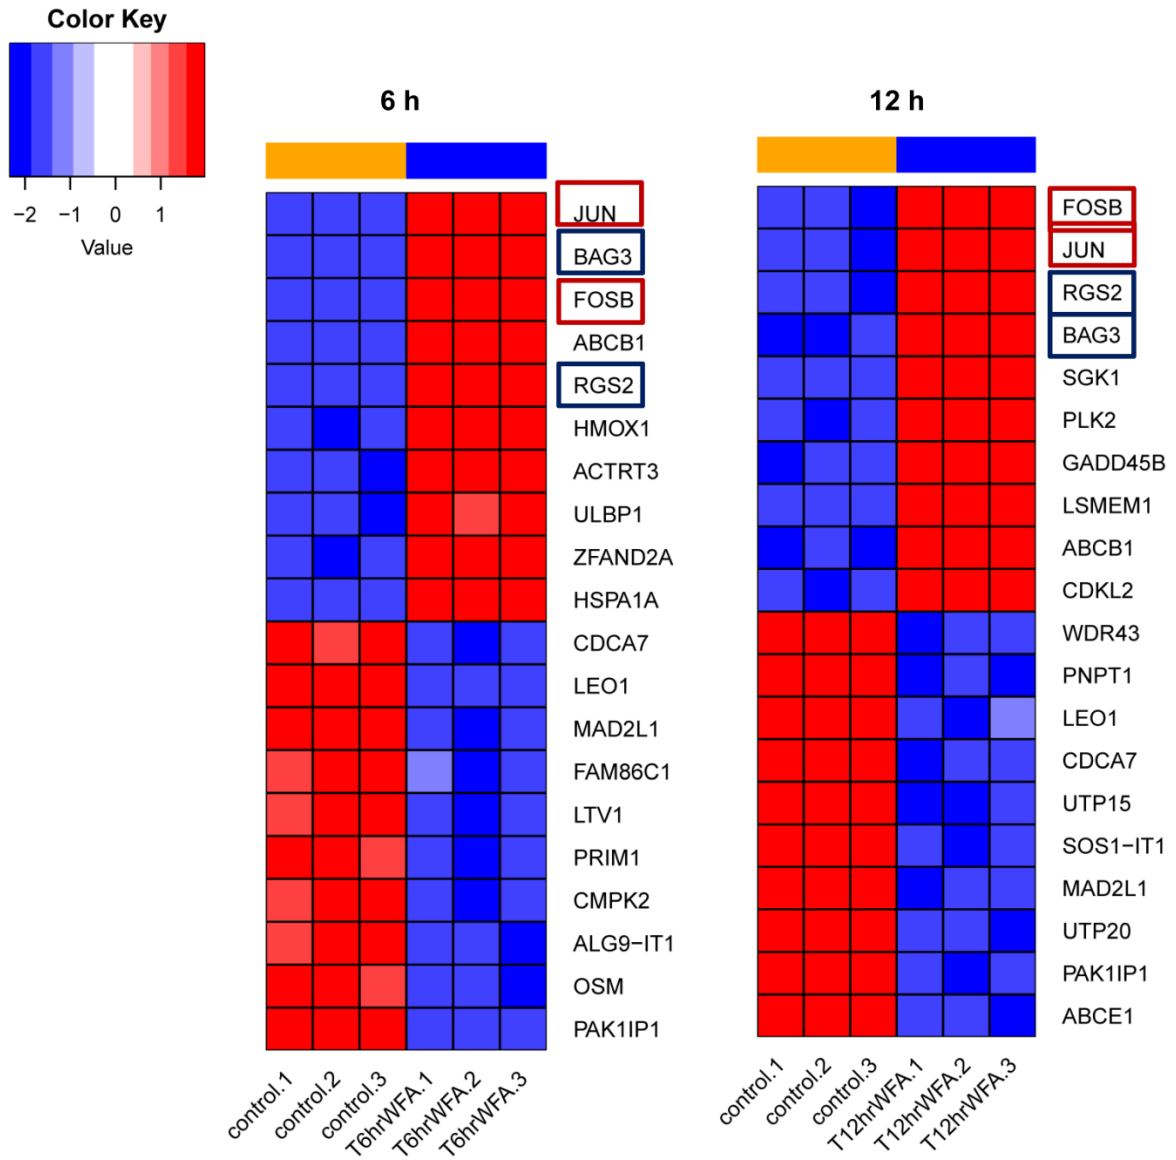 Color Key
−2 −1 0 1
Value
6 h
JUN
BAG3
FOSB
ABCB1
RGS2
HMOX1
ACTRT3
ULBP1
ZFAND2A
HSPA1A
CDCA7
LEO1
MAD2L1
FAM86C1
LTV1
PRIM1
CMPK2
ALG9−IT1
OSM
PAK1IP1
control.1
control.2
control.3
T6hrWFA.1
T6hrWFA.2
T6hrWFA.3
12 h
FOSB
JUN
RGS2
BAG3
SGK1
PLK2
GADD45B
LSMEM1
ABCB1
CDKL2
WDR43
PNPT1
LEO1
CDCA7
UTP15
SOS1−IT1
MAD2L1
UTP20
PAK1IP1
ABCE1
control.1
control.2
control.3
T12hrWFA.1
T12hrWFA.2
T12hrWFA.3